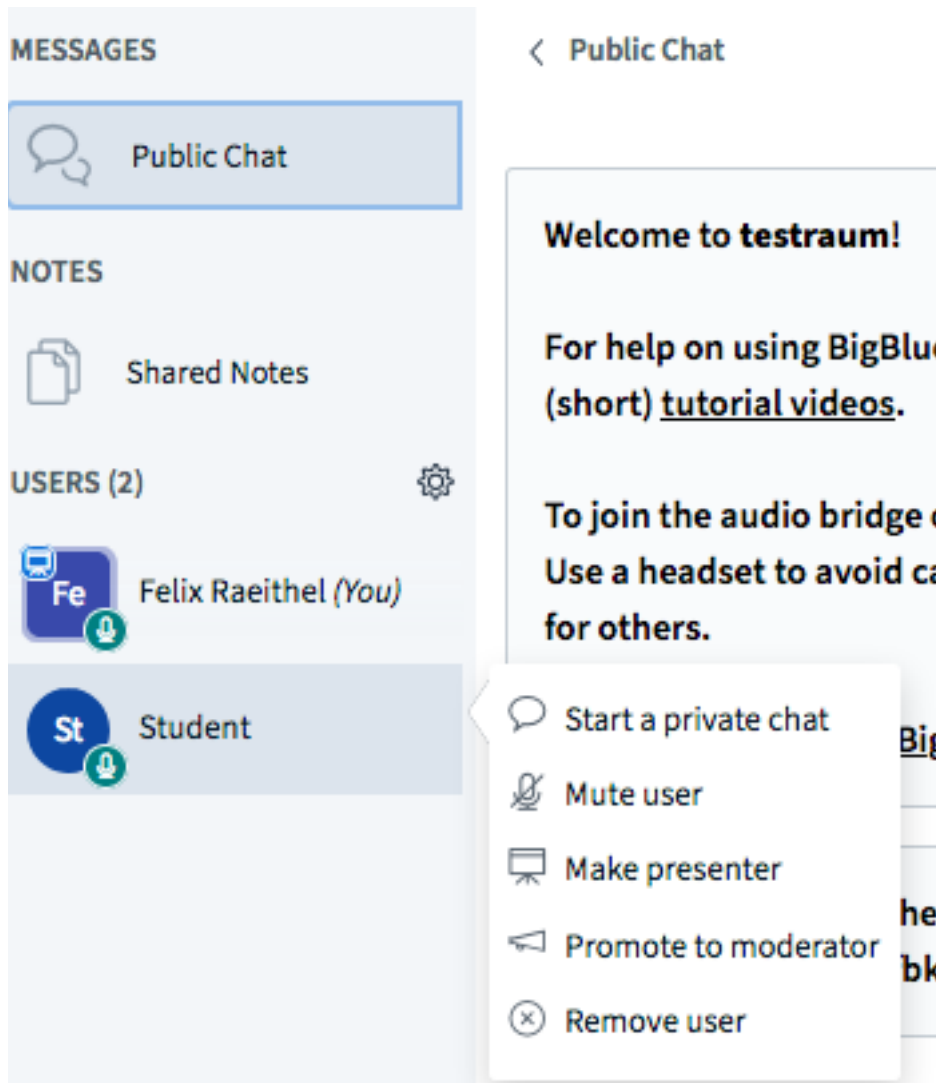 MESSAGES
Public Chat
NOTES
Shared Notes
USERS (2)
Fe
Felix Raeithel (You)
St
Student
Public Chat
Welcome to testraum!
For help on using
(short) tutorial videos.
To join the audio bridge
Use a headset to avoid
for others.
Start a private chat
Mute user
Make presenter
Promote to moderator
Remove user